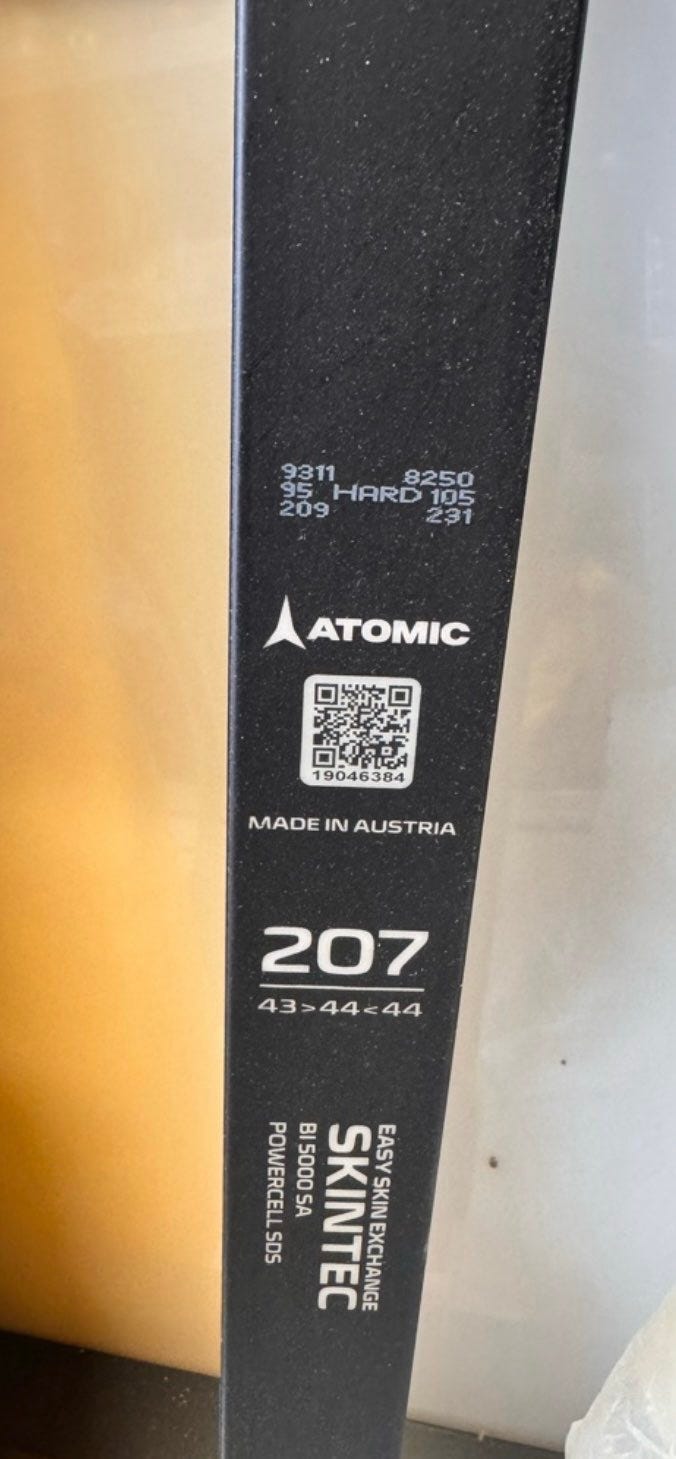 9311 8250
95 HARD 105
209 231
ATOMIC
19046384
MADE IN AUSTRIA
207
43>44<44
EASY SKIN EXCHANGE
SKINTEC
BI 5000 SA
POWERCELL SDS